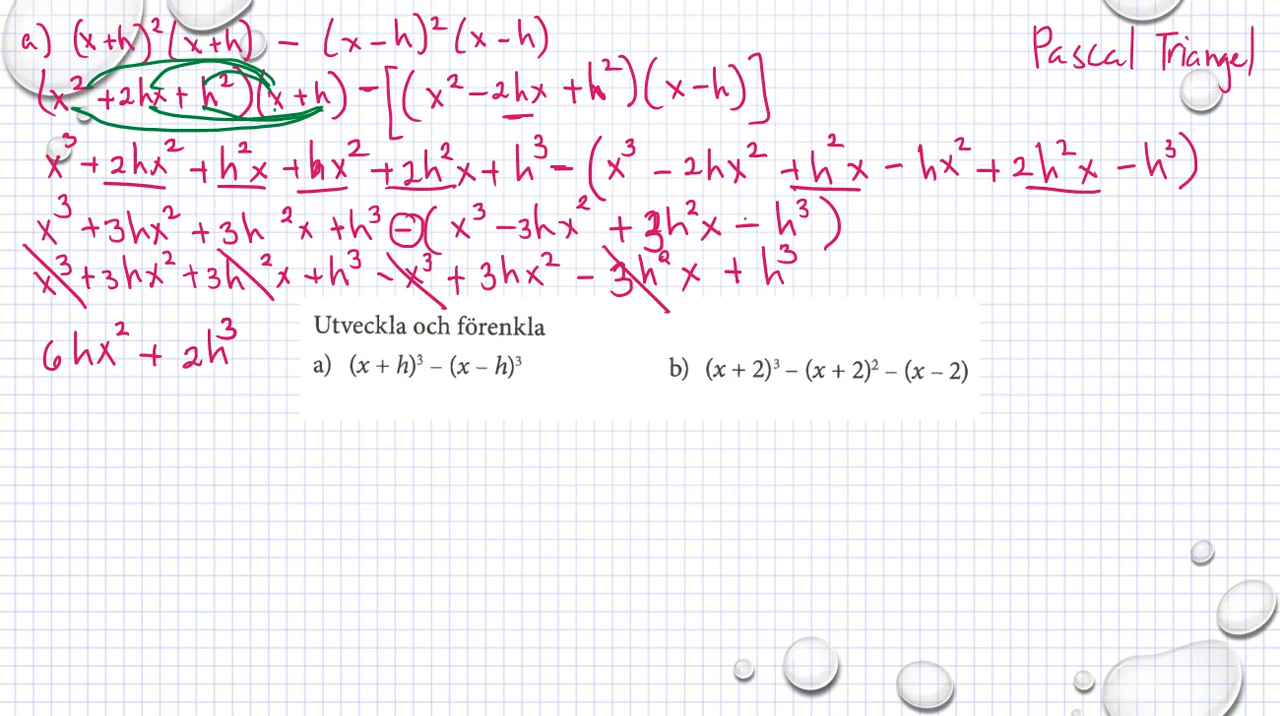 a) (x+h)²(x+h) − (x−h)²(x−h)
Pascal Triangel
(x² +2hx + h²)(x+h) − [(x² −2hx + h²)(x−h)]
x³ + 2hx² + h²x + hx² + 2h²x + h³ − (x³ − 2hx² + h²x − hx² + 2h²x − h³)
x³ + 3hx² + 3h²x + h³ − (x³ − 3hx² + 3h²x − h³)
x³ + 3hx² + 3h²x + h³ − x³ + 3hx² − 3h²x + h³
6hx² + 2h³
Utveckla och förenkla
a) (x + h)³ – (x – h)³
b) (x + 2)³ – (x + 2)² – (x – 2)